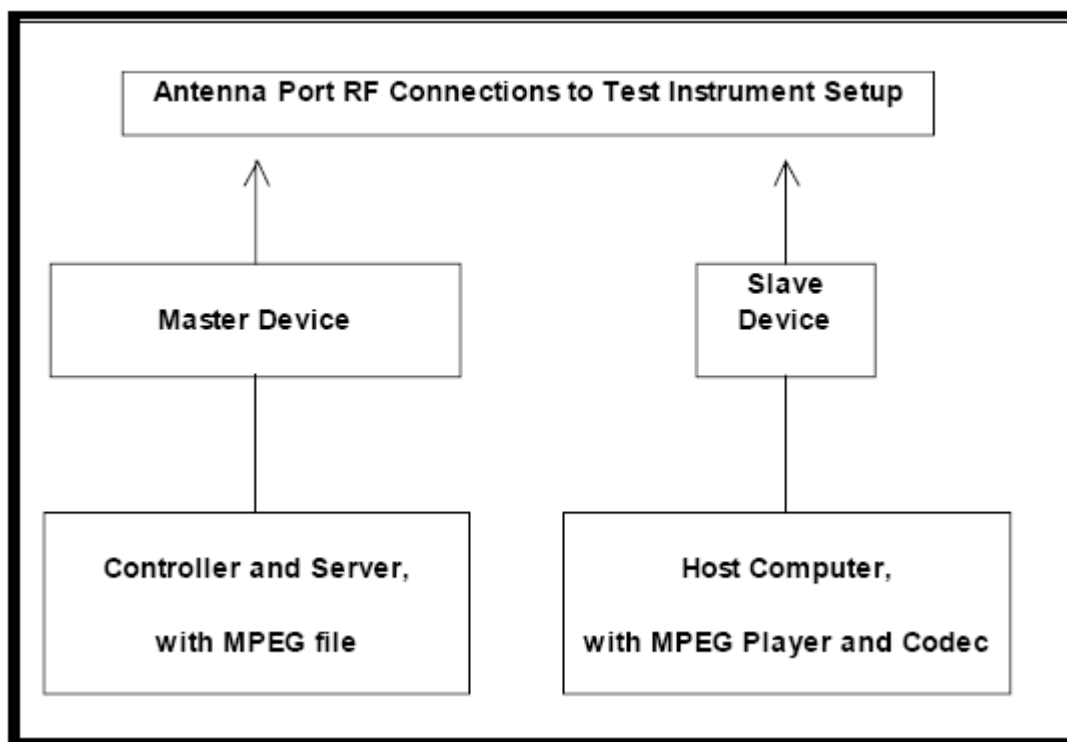 Antenna Port RF Connections to Test Instrument Setup
Master Device
Slave
Device
Controller and Server,
with MPEG file
Host Computer,
with MPEG Player and Codec